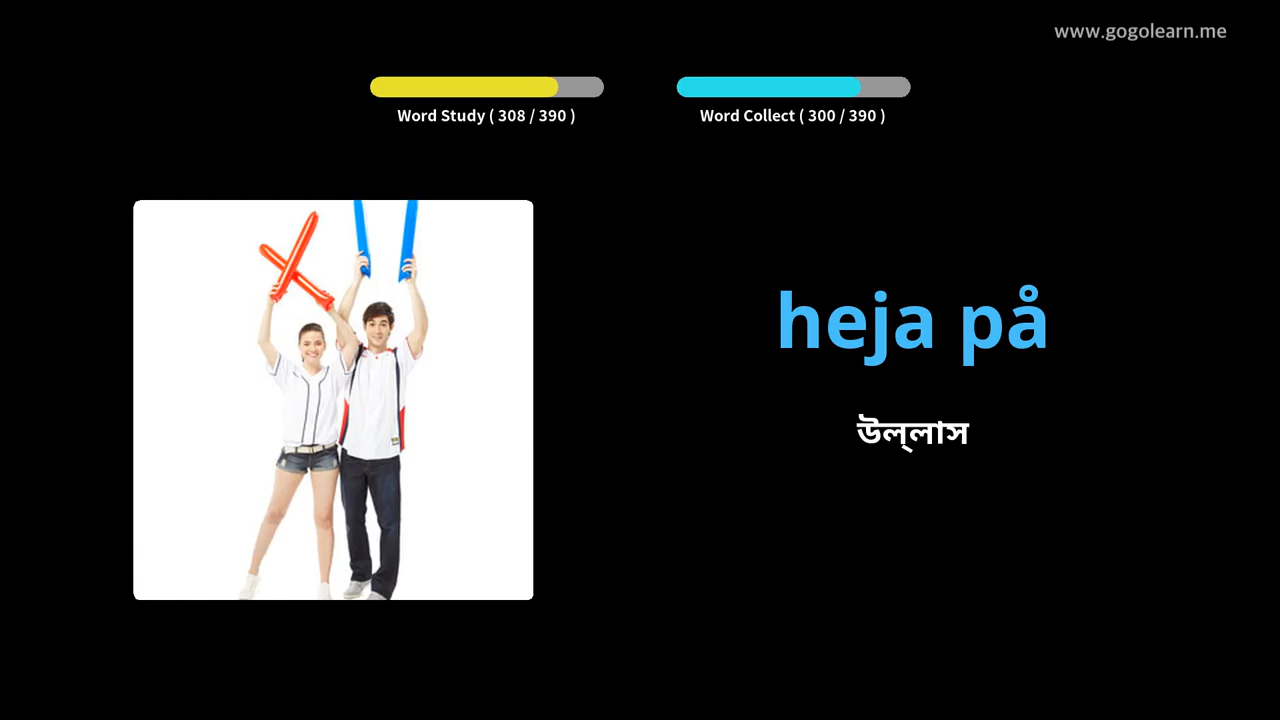 www.gogolearn.me
Word Study ( 308 / 390 )
Word Collect ( 300 / 390 )
heja på
উল্‌লাস